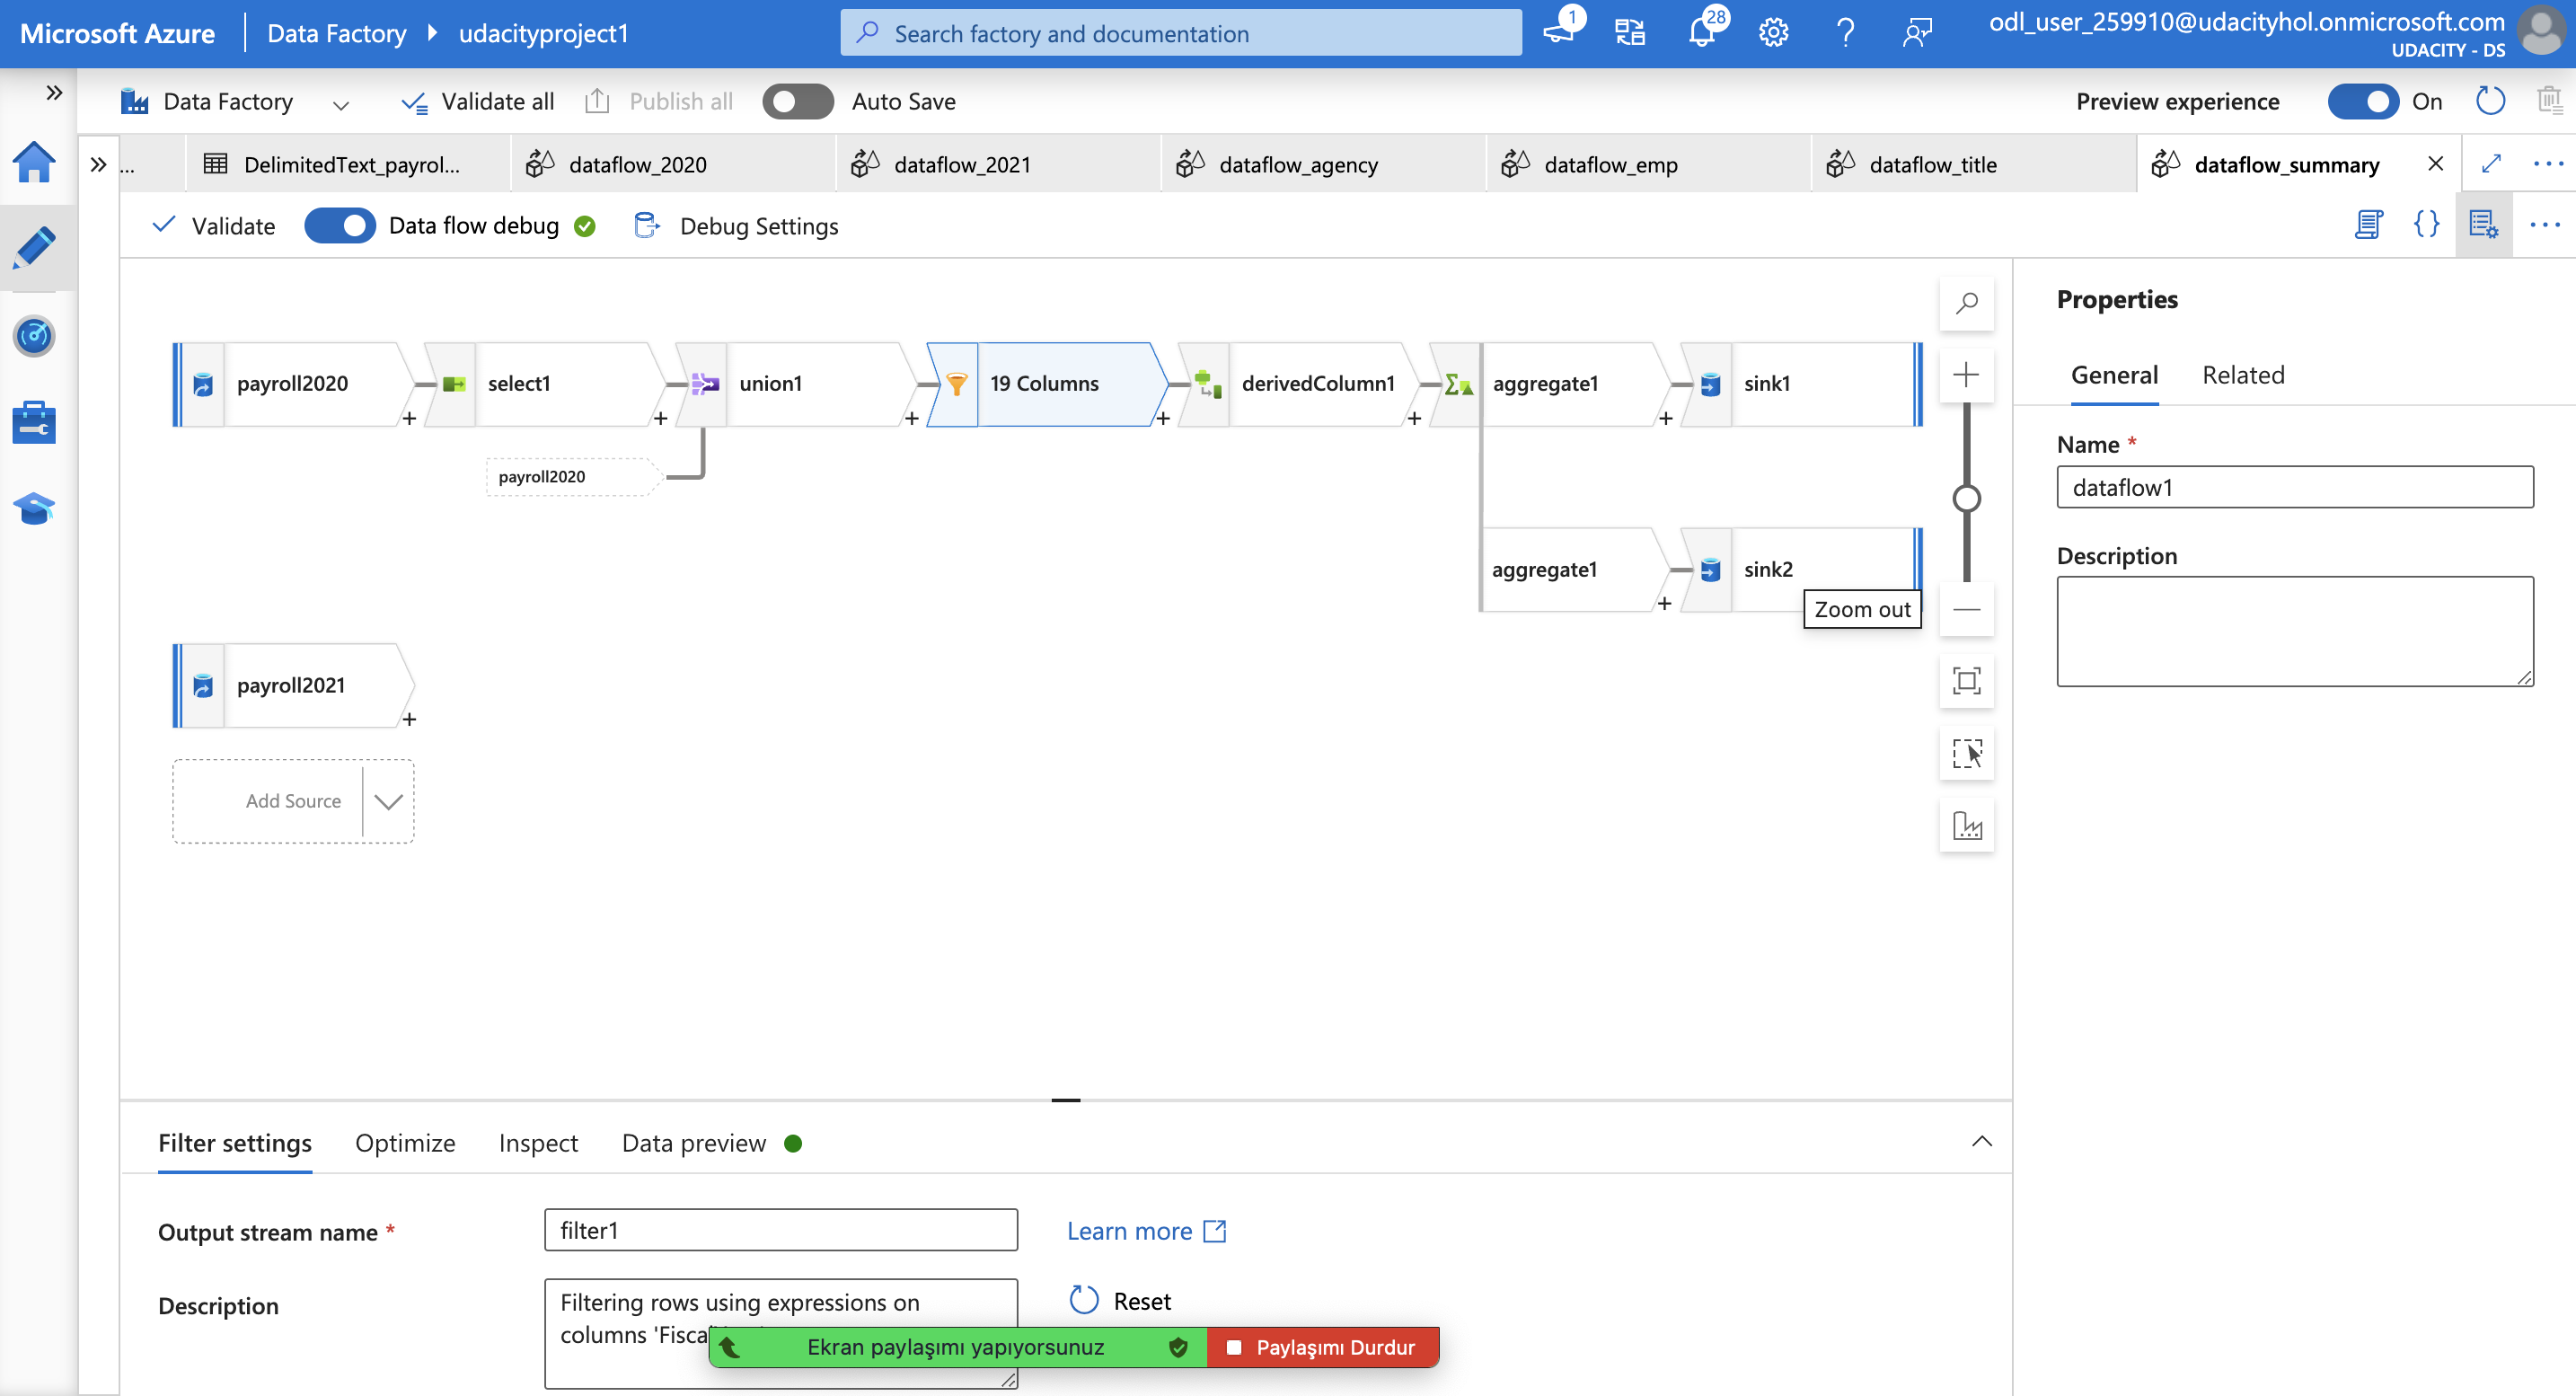 Microsoft Azure
Data Factory
udacityproject1
Search factory and documentation
1
28
odl_user_259910@udacityhol.onmicrosoft.com
UDACITY - DS
Data Factory
Validate all
Publish all
Auto Save
Preview experience
On
...
DelimitedText_payrol...
dataflow_2020
dataflow_2021
dataflow_agency
dataflow_emp
dataflow_title
dataflow_summary
Validate
Data flow debug
Debug Settings
payroll2020
select1
union1
19 Columns
derivedColumn1
aggregate1
sink1
payroll2020
aggregate1
sink2
Zoom out
payroll2021
Add Source
Properties
General
Related
Name *
dataflow1
Description
Filter settings
Optimize
Inspect
Data preview
Output stream name *
filter1
Learn more
Description
Filtering rows using expressions on
columns
Reset
Ekran paylaşımı yapıyorsunuz
Paylaşımı Durdur